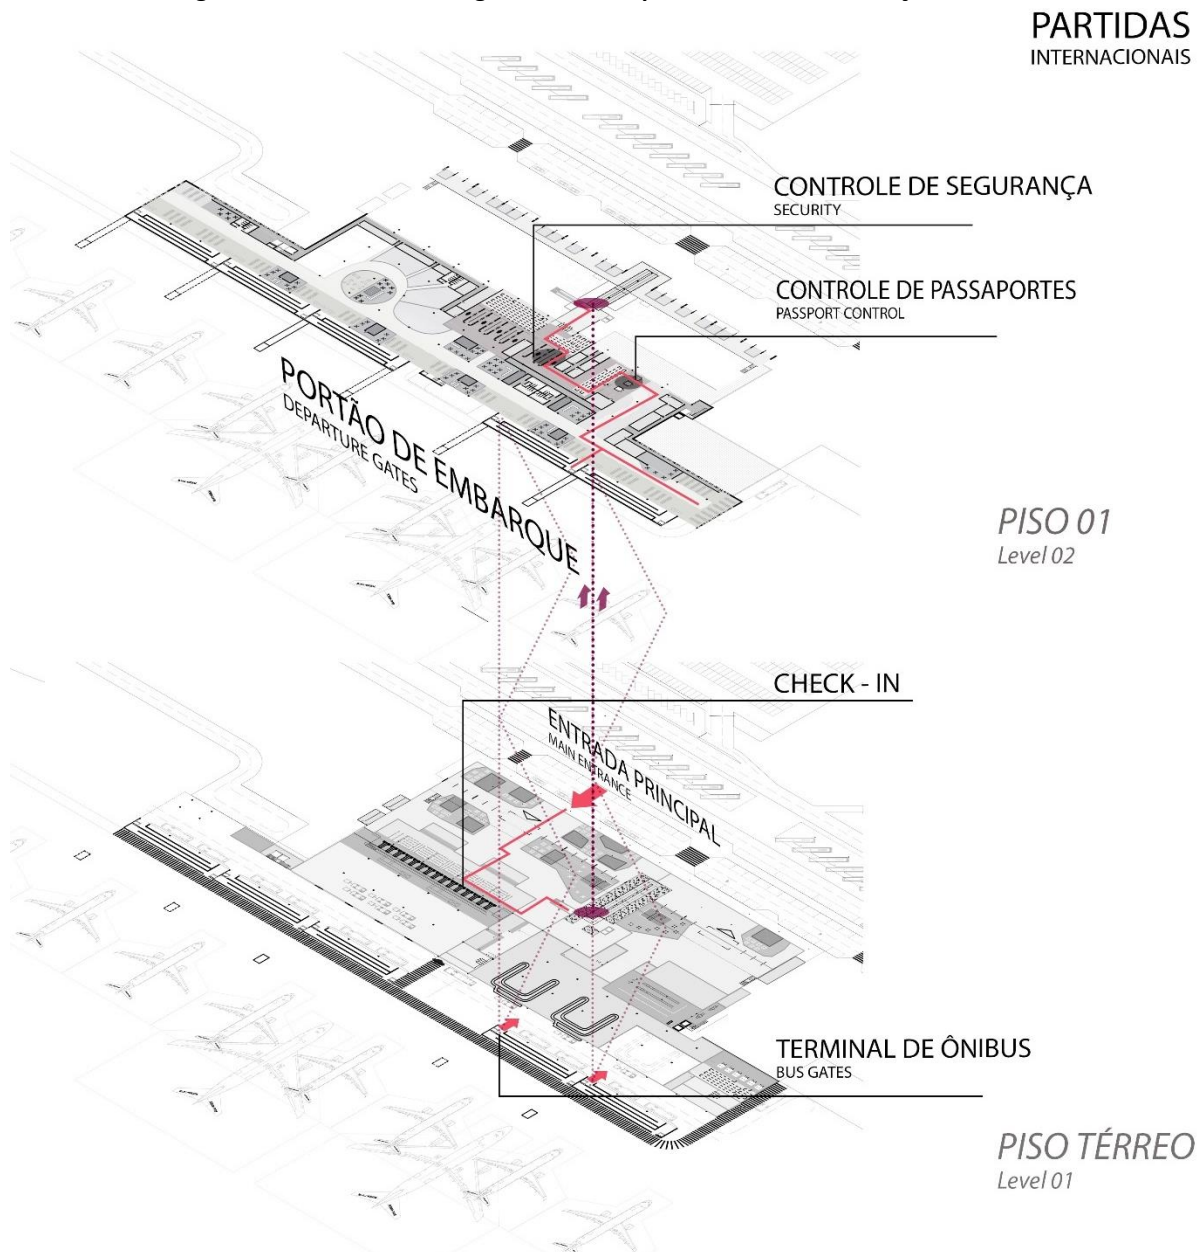 PARTIDAS
INTERNACIONAIS
CONTROLE DE SEGURANÇA
SECURITY
CONTROLE DE PASSAPORTES
PASSPORT CONTROL
PORTÃO DE EMBARQUE
DEPARTURE GATES
PISO 01
Level 02
CHECK - IN
ENTRADA PRINCIPAL
MAIN ENTRANCE
TERMINAL DE ÔNIBUS
BUS GATES
PISO TÉRREO
Level 01